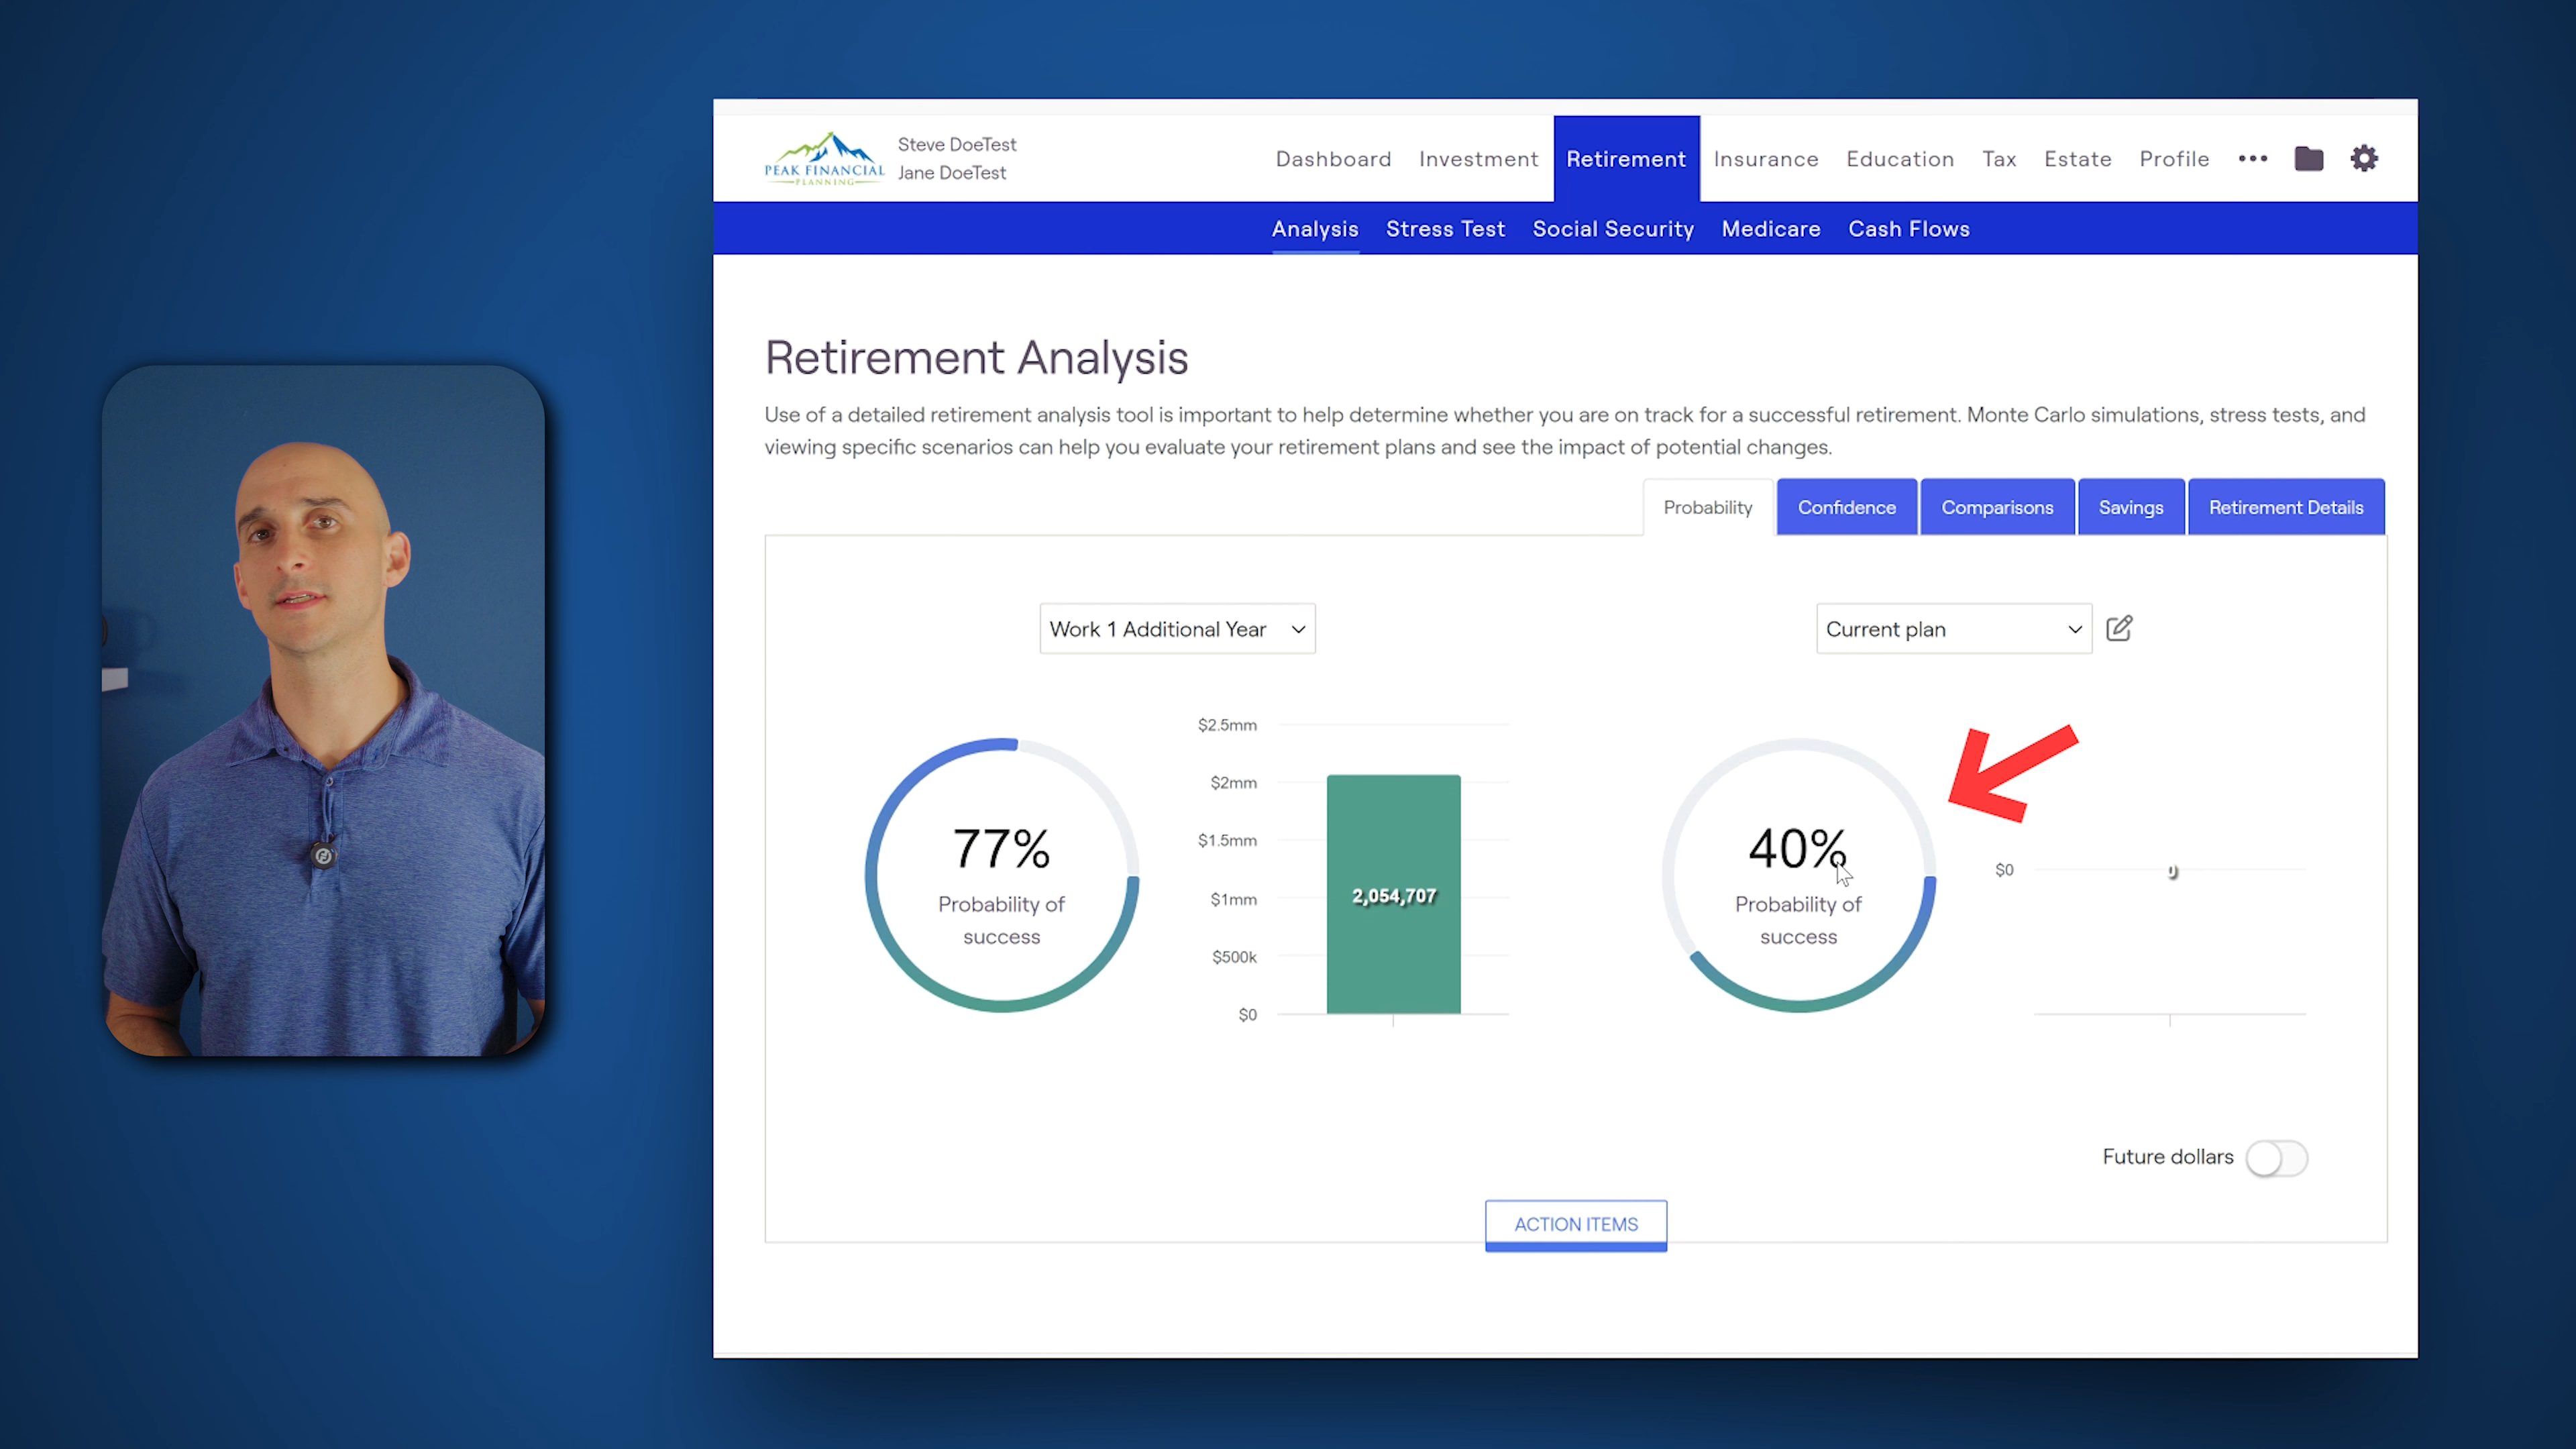 PEAK FINANCIAL
PLANNING
Steve DoeTest
Jane DoeTest
Dashboard Investment Retirement Insurance Education Tax Estate Profile
Analysis Stress Test Social Security Medicare Cash Flows
Retirement Analysis
Use of a detailed retirement analysis tool is important to help determine whether you are on track for a successful retirement. Monte Carlo simulations, stress tests, and
viewing specific scenarios can help you evaluate your retirement plans and see the impact of potential changes.
Probability Confidence Comparisons Savings Retirement Details
Work 1 Additional Year
Current plan
77%
Probability of
success
$2.5mm
$2mm
$1.5mm
$1mm
$500k
$0
2,054,707
40%
Probability of
success
$0
0
Future dollars
ACTION ITEMS